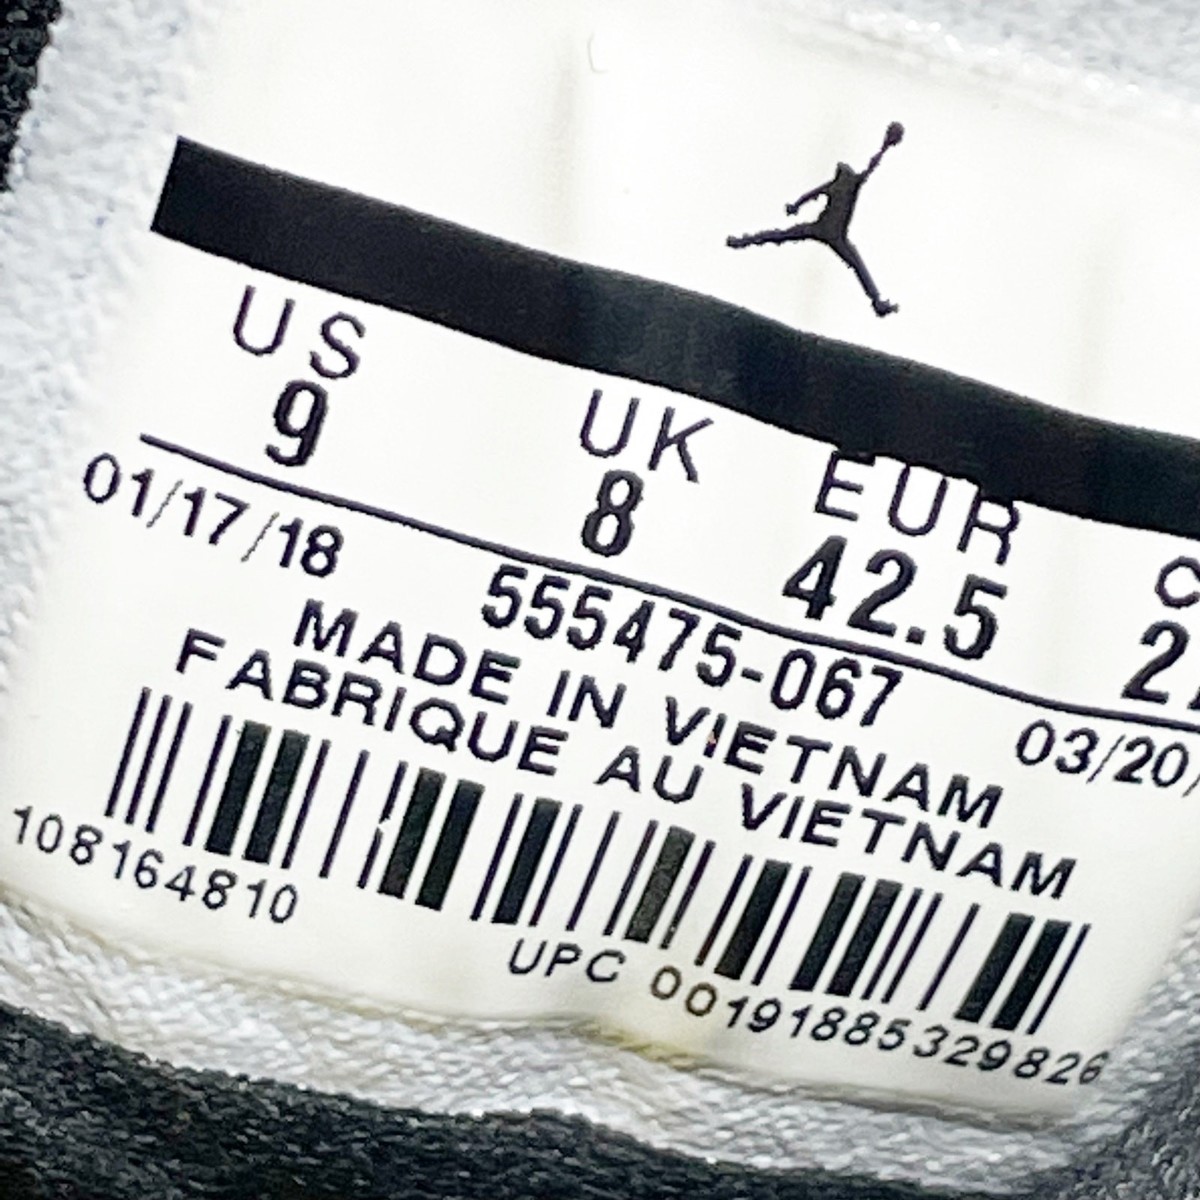 US UK EUR C
9 8 42.5 2
01/17/18 555475-067 03/20/
MADE IN VIETNAM
FABRIQUE AU VIETNAM
108164810
UPC 00191885329826